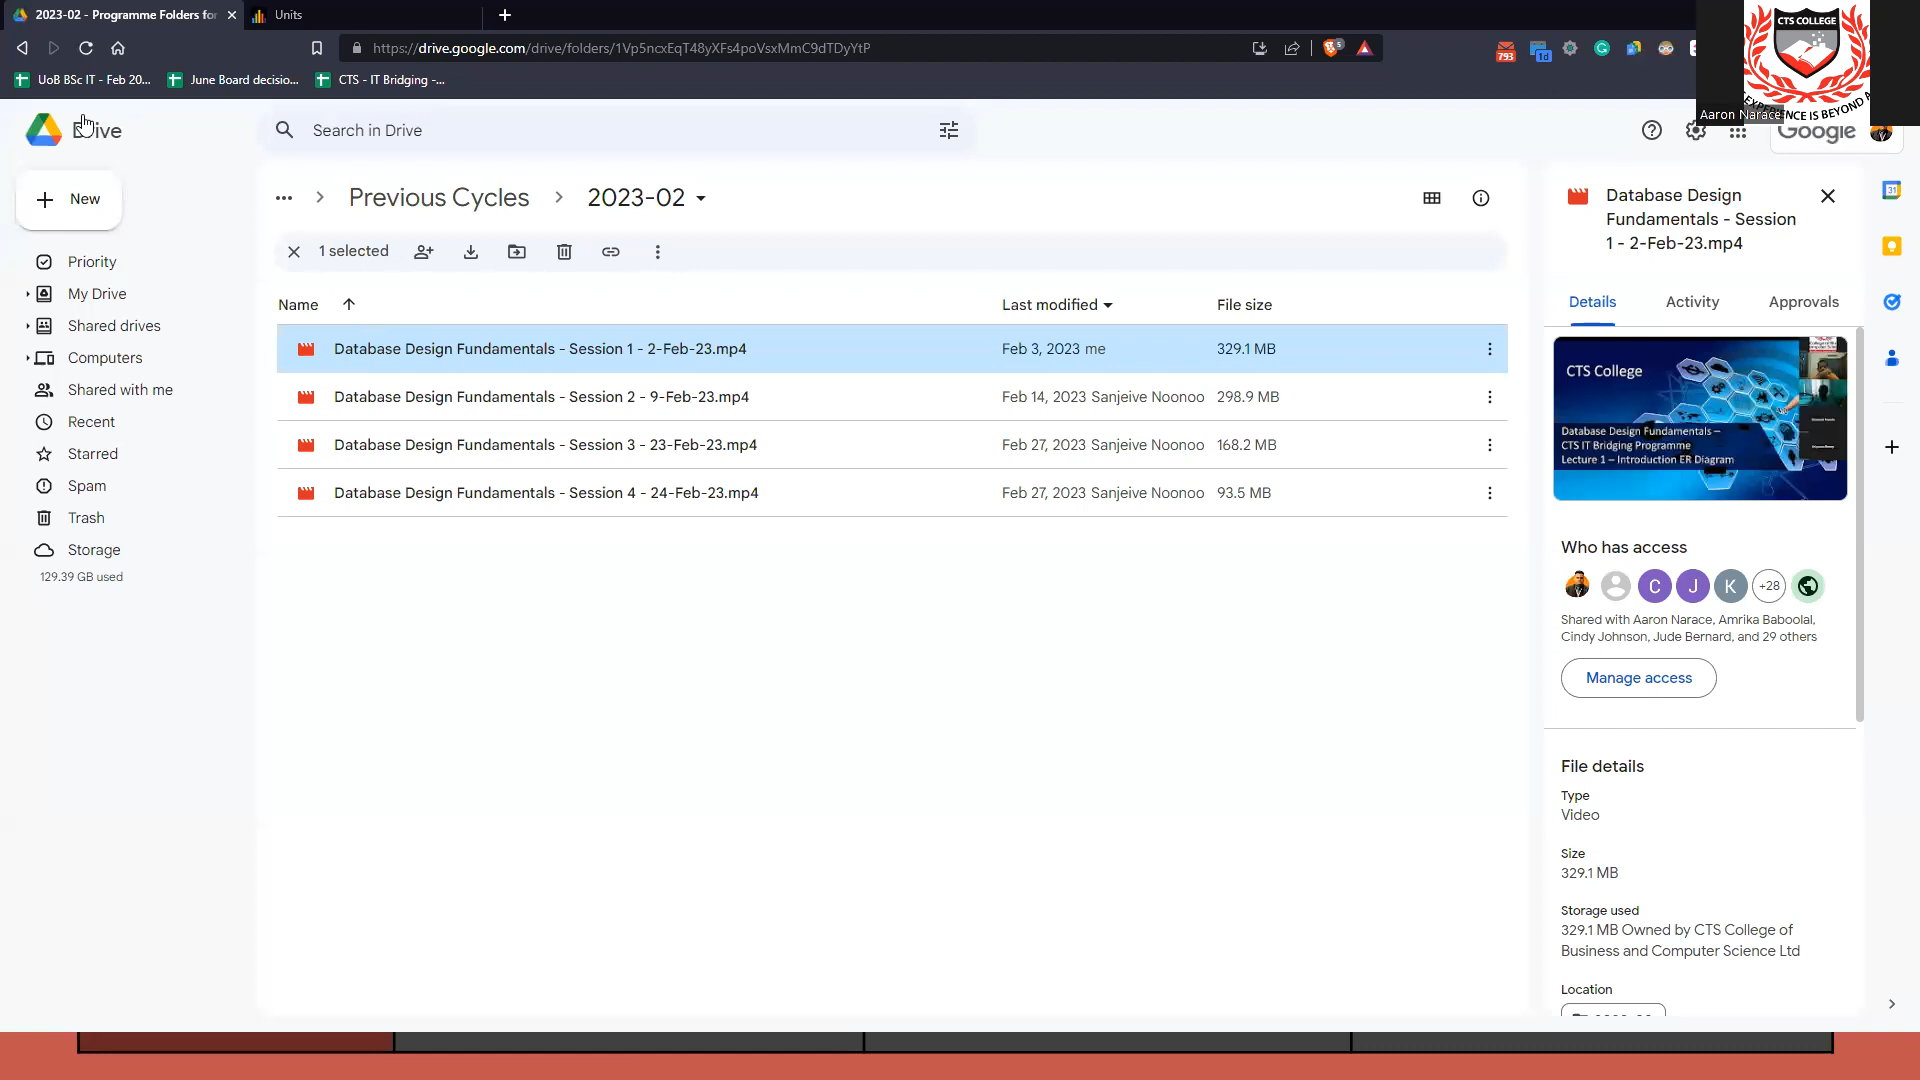 2023-02 - Programme Folders for
Units
https://drive.google.com/drive/folders/1Vp5ncxEqT48yXFs4poVsxMmC9dTDyYtP
5
793
1d
UoB BSc IT - Feb 20...
June Board decisio...
CTS - IT Bridging -...
CTS COLLEGE
Aaron Narace
Drive
Search in Drive
Google
New
Previous Cycles
2023-02
1 selected
Priority
My Drive
Shared drives
Computers
Shared with me
Recent
Starred
Spam
Trash
Storage
129.39 GB used
Name
Last modified
File size
Database Design Fundamentals - Session 1 - 2-Feb-23.mp4
Feb 3, 2023 me
329.1 MB
Database Design Fundamentals - Session 2 - 9-Feb-23.mp4
Feb 14, 2023 Sanjeive Noonoo
298.9 MB
Database Design Fundamentals - Session 3 - 23-Feb-23.mp4
Feb 27, 2023 Sanjeive Noonoo
168.2 MB
Database Design Fundamentals - Session 4 - 24-Feb-23.mp4
Feb 27, 2023 Sanjeive Noonoo
93.5 MB
Database Design
Fundamentals - Session
1 - 2-Feb-23.mp4
Details
Activity
Approvals
CTS College
Database Design Fundamentals –
CTS IT Bridging Programme
Lecture 1 – Introduction ER Diagram
Who has access
C
J
K
+28
Shared with Aaron Narace, Amrika Baboolal,
Cindy Johnson, Jude Bernard, and 29 others
Manage access
File details
Type
Video
Size
329.1 MB
Storage used
329.1 MB Owned by CTS College of
Business and Computer Science Ltd
Location
31